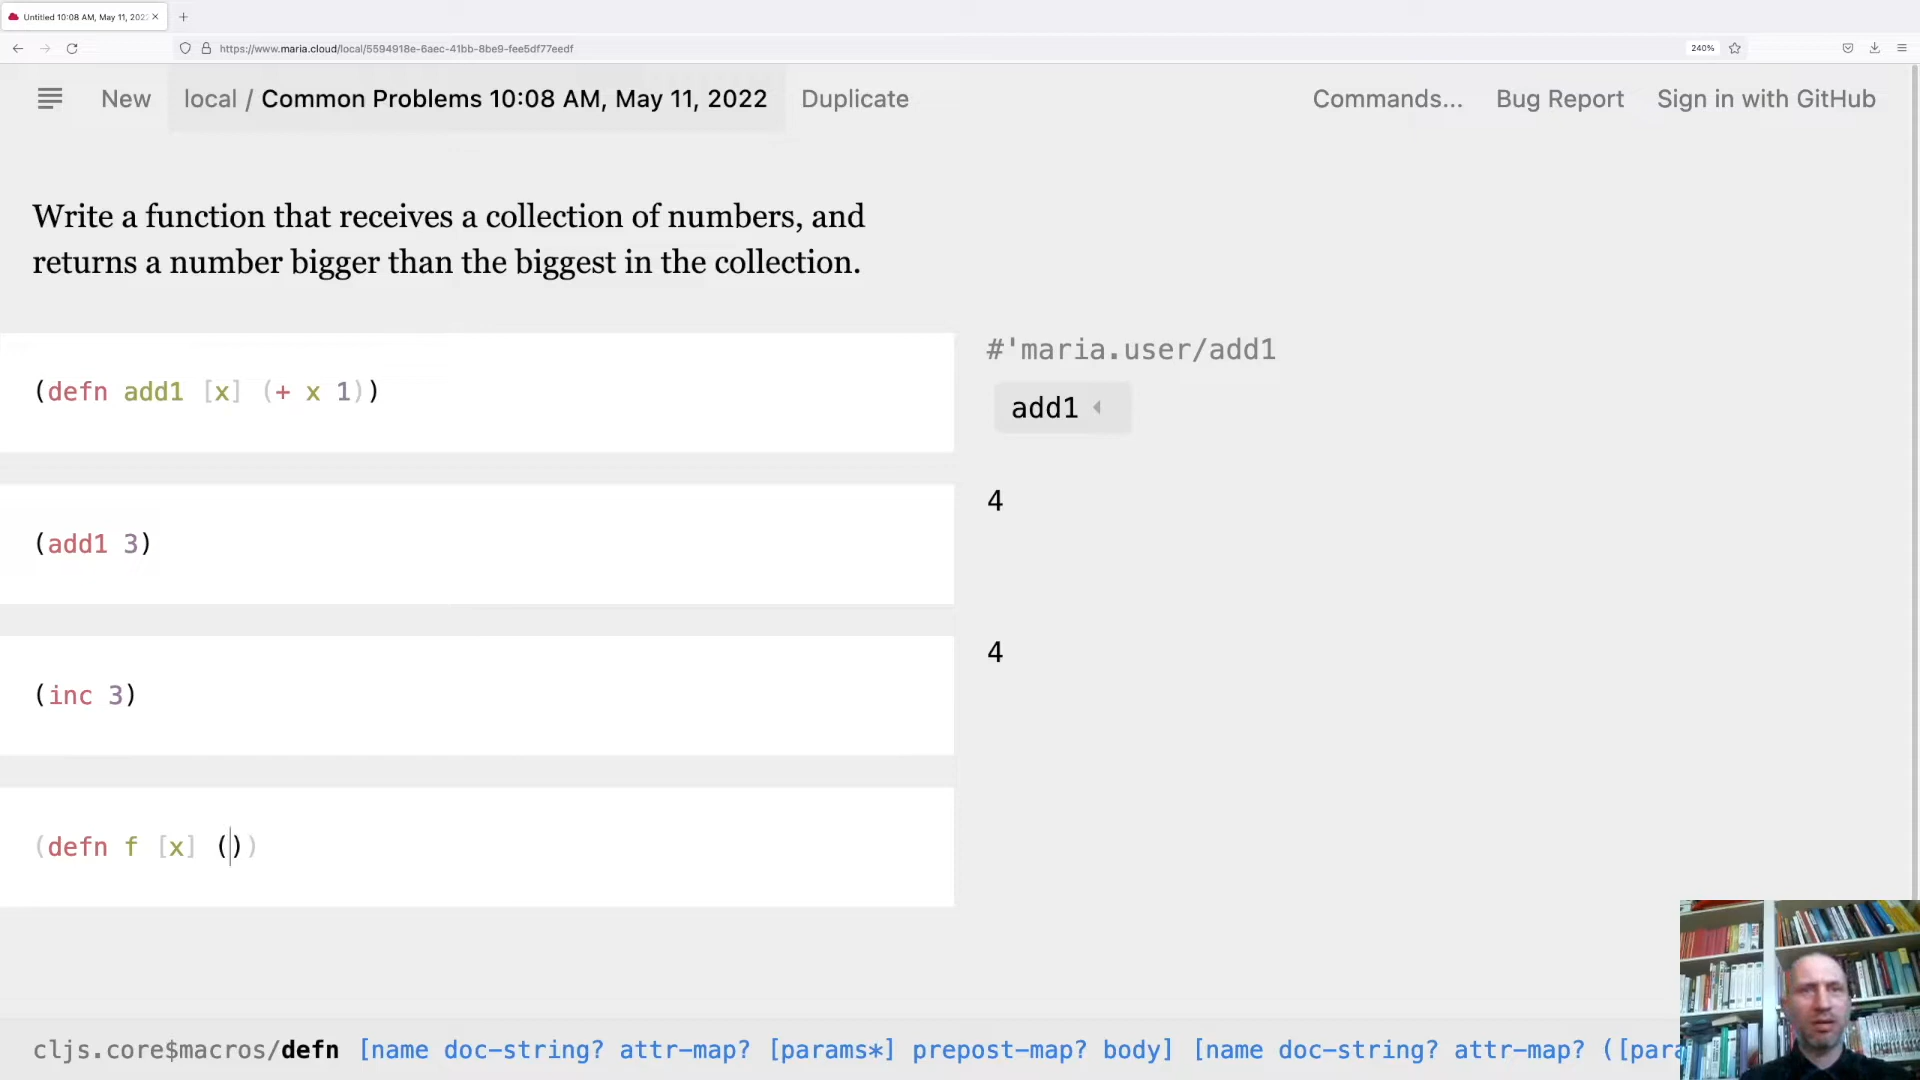 Untitled 10:08 AM, May 11, 202
https://www.maria.cloud/local/5594918e-6aec-41bb-8be9-fee5df77eedf
240%
New
local / Common Problems 10:08 AM, May 11, 2022
Duplicate
Commands...
Bug Report
Sign in with GitHub
Write a function that receives a collection of numbers, and
returns a number bigger than the biggest in the collection.
(defn add1 [x] (+ x 1))
#'maria.user/add1
add1
(add1 3)
4
(inc 3)
4
(defn f [x] ())
cljs.core$macros/defn [name doc-string? attr-map? [params*] prepost-map? body] [name doc-string? attr-map? ([para